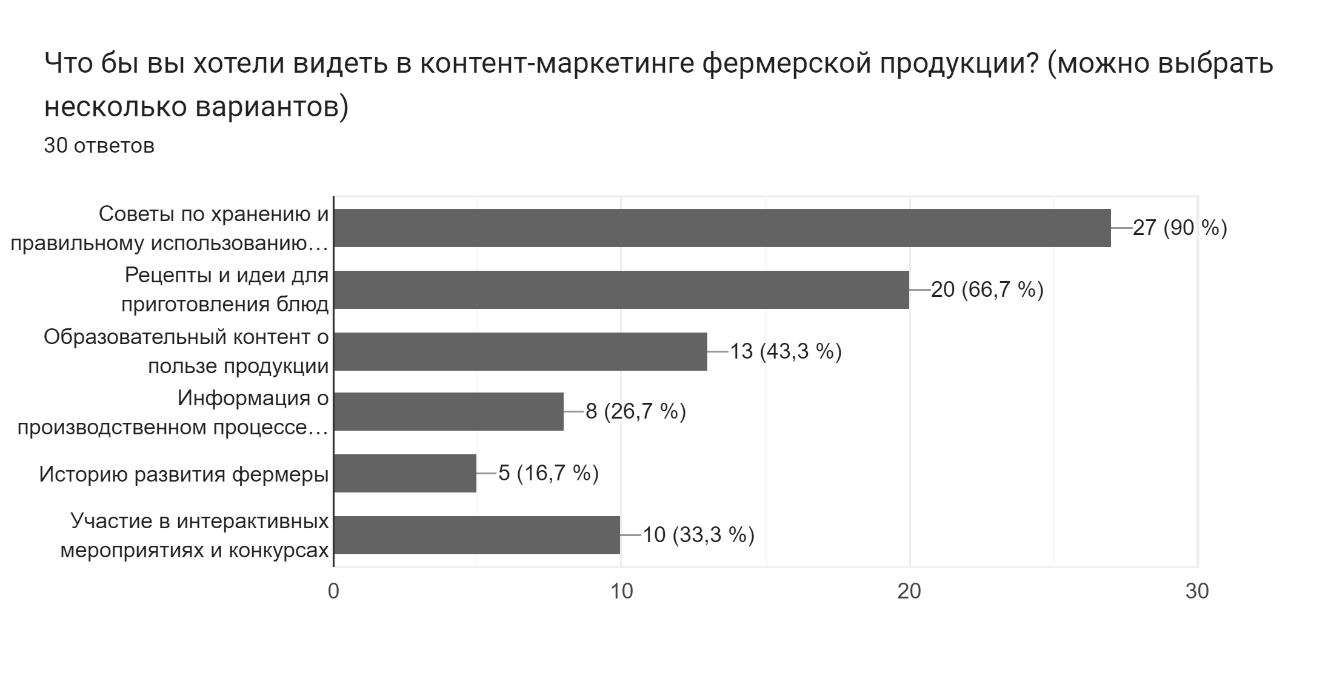 Что бы вы хотели видеть в контент-маркетинге фермерской продукции? (можно выбрать
несколько вариантов)
30 ответов
Советы по хранению и
правильному использованию…
27 (90 %)
Рецепты и идеи для
приготовления блюд
20 (66,7 %)
Образовательный контент о
пользе продукции
13 (43,3 %)
Информация о
производственном процессе…
8 (26,7 %)
Историю развития фермеры
5 (16,7 %)
Участие в интерактивных
мероприятиях и конкурсах
10 (33,3 %)
0 10 20 30